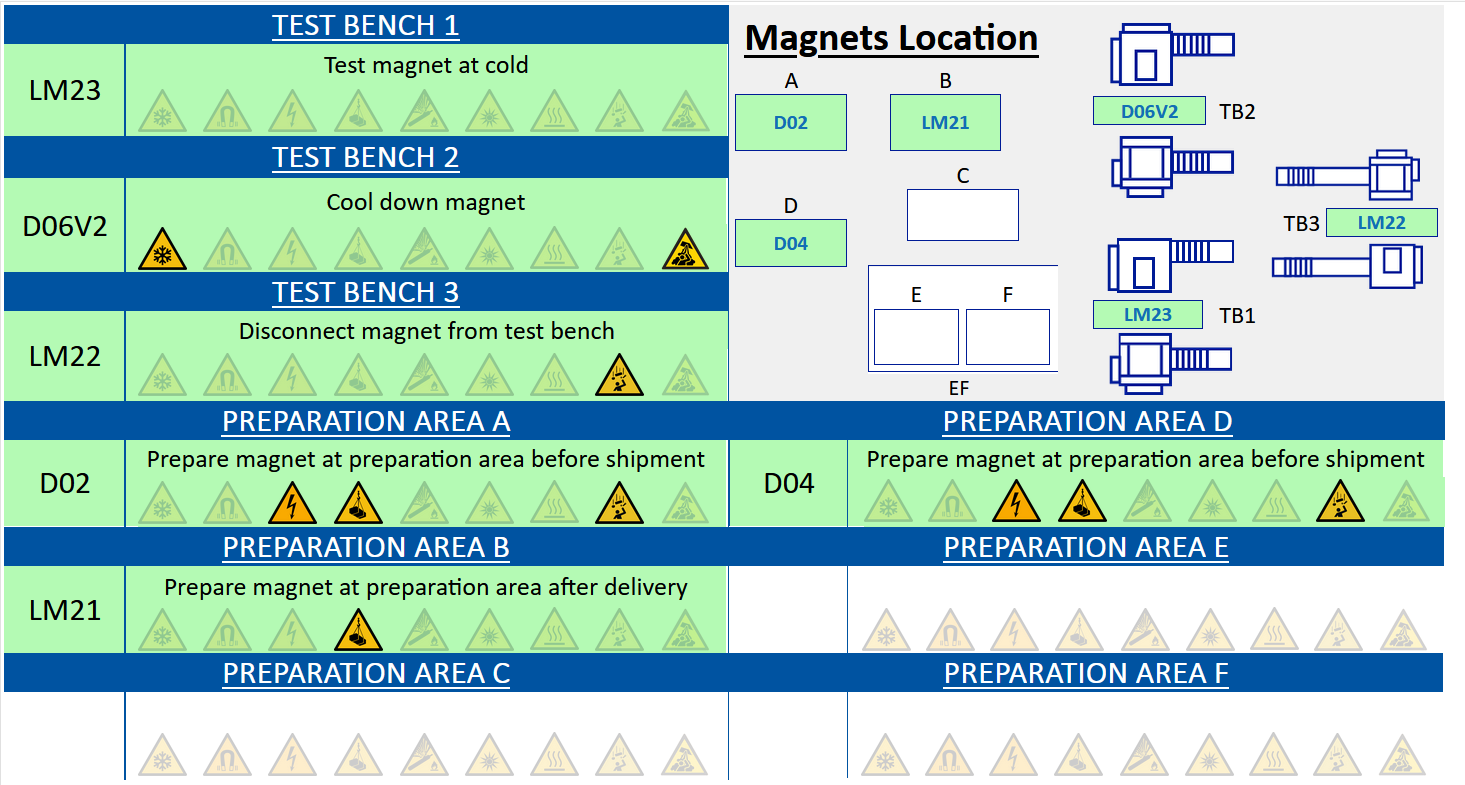 TEST BENCH 1
LM23
Test magnet at cold
TEST BENCH 2
D06V2
Cool down magnet
TEST BENCH 3
LM22
Disconnect magnet from test bench
Magnets Location
A
B
D02
LM21
C
D
D04
E
F
EF
D06V2
TB2
TB3
LM22
LM23
TB1
PREPARATION AREA A
D02
Prepare magnet at preparation area before shipment
PREPARATION AREA D
D04
Prepare magnet at preparation area before shipment
PREPARATION AREA B
LM21
Prepare magnet at preparation area after delivery
PREPARATION AREA E
PREPARATION AREA C
PREPARATION AREA F